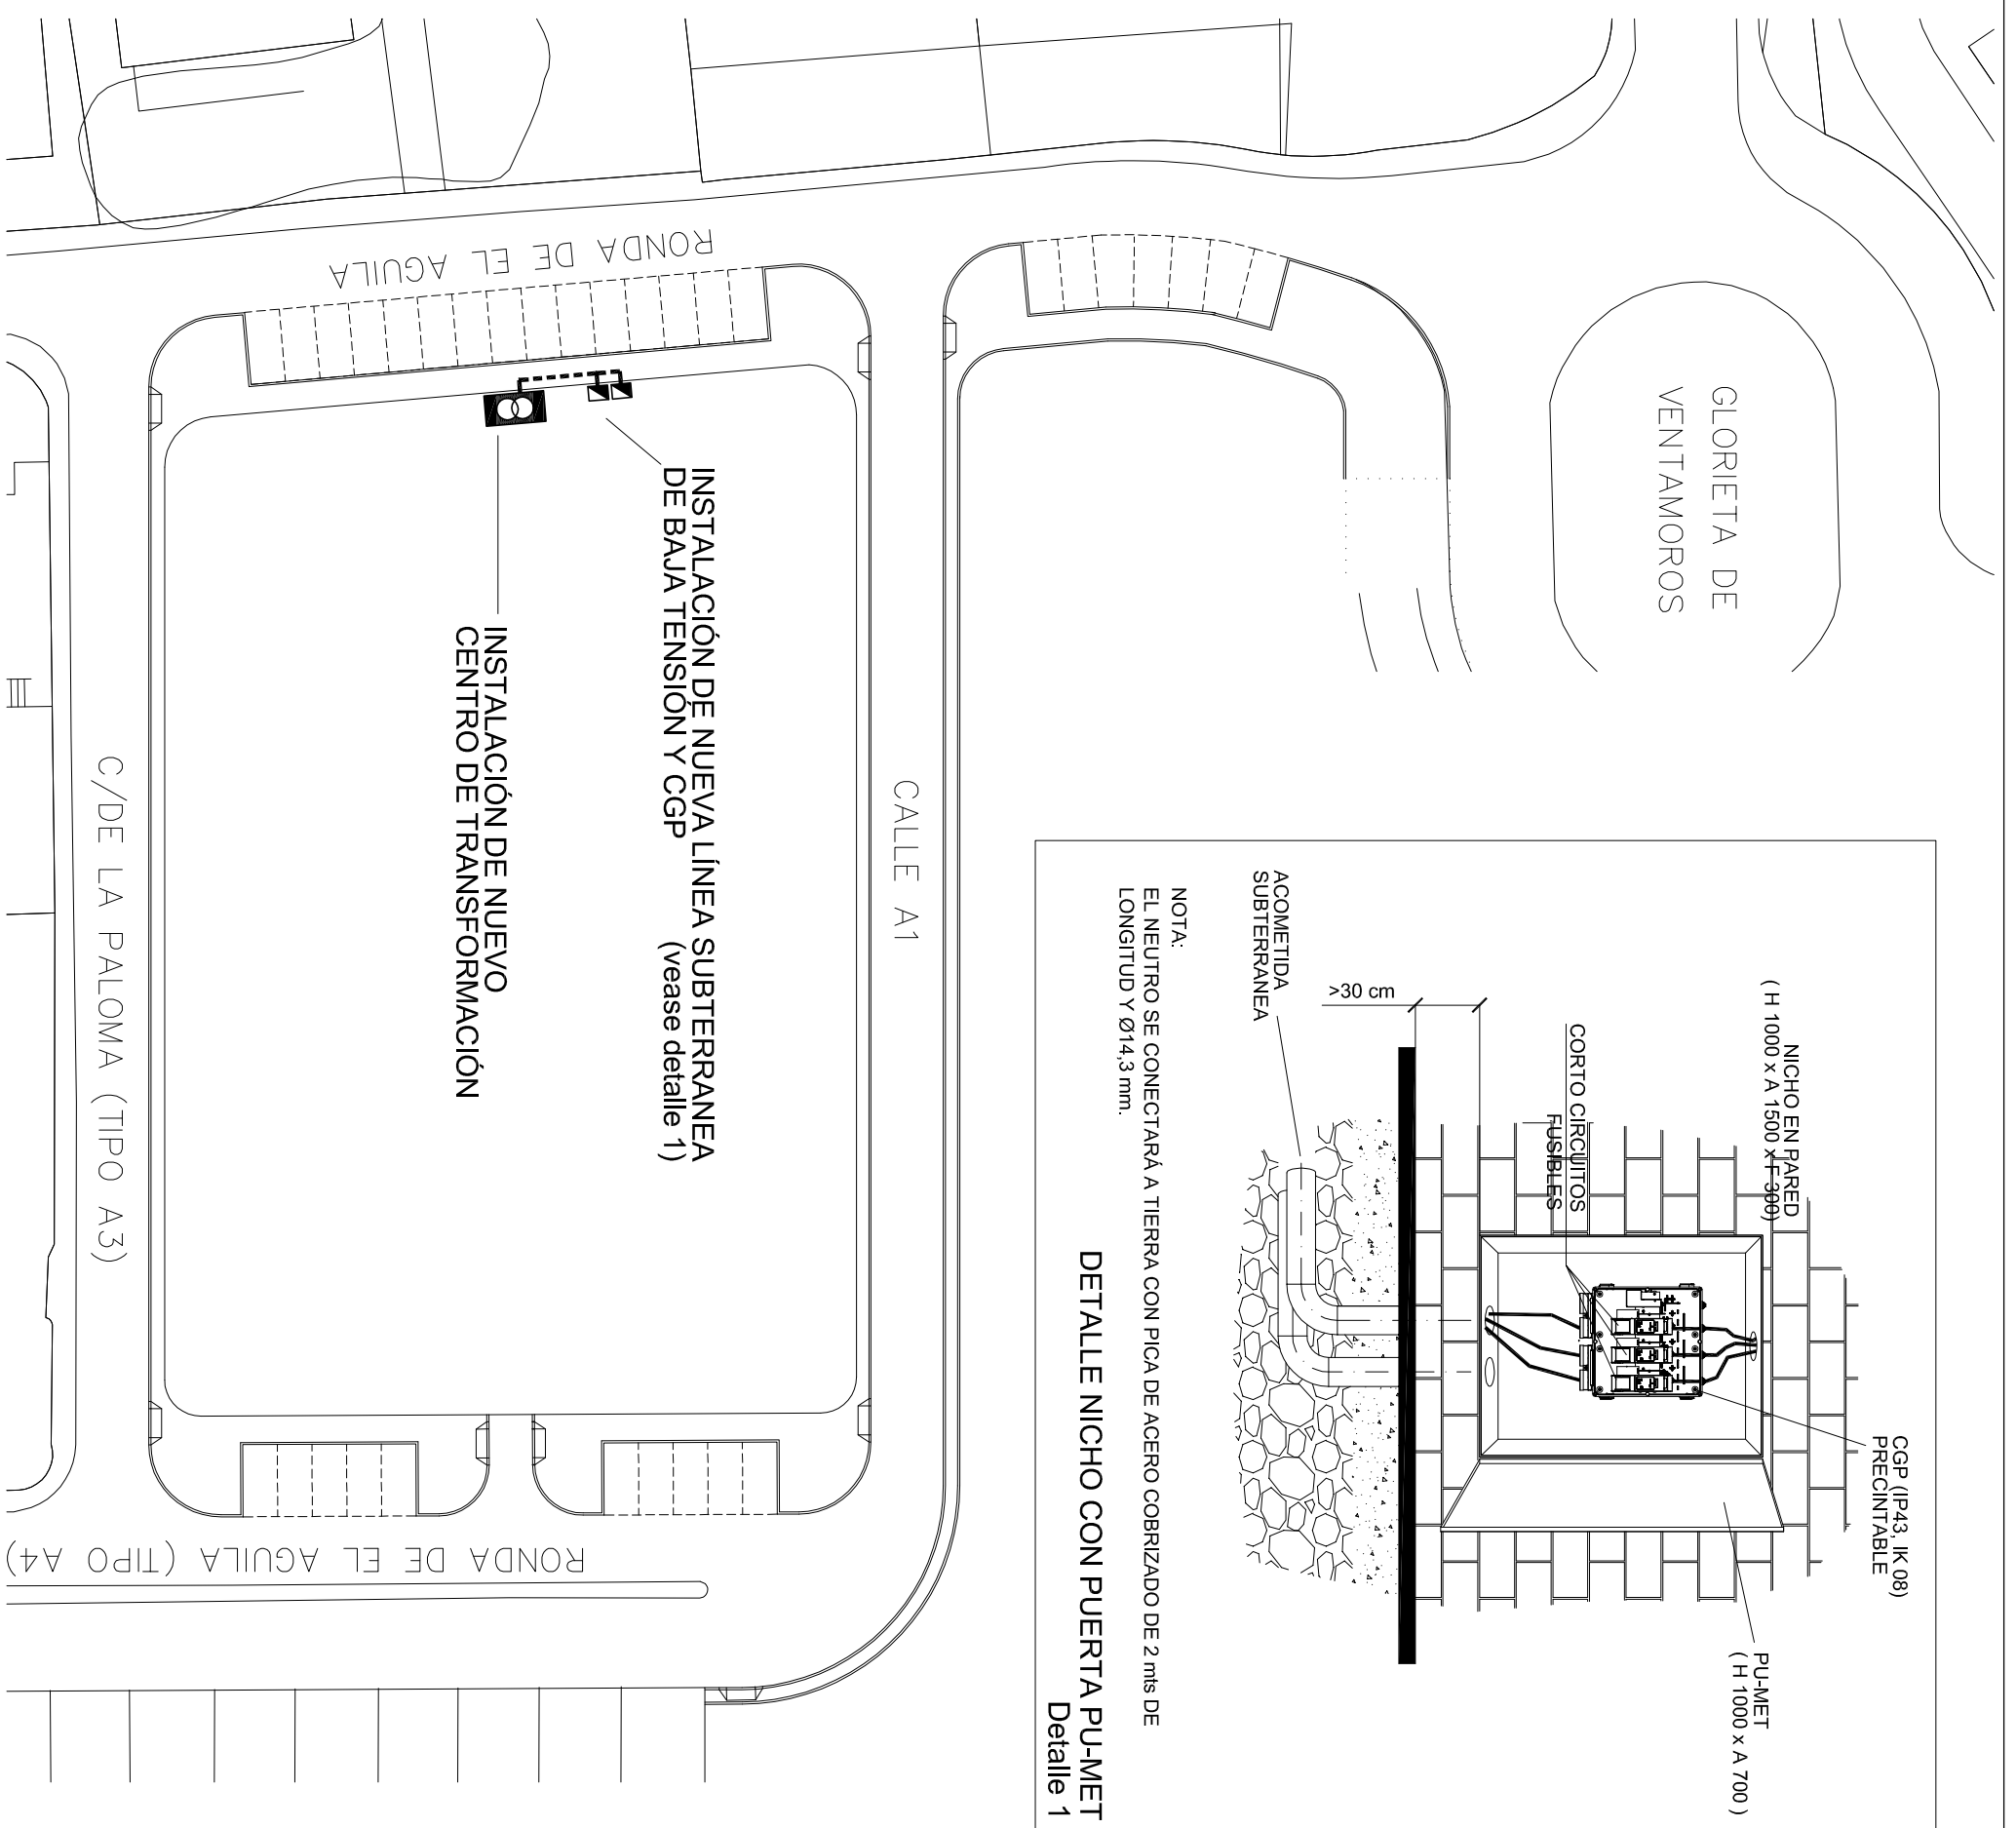 GLORIETA DE
VENTAMOROS
RONDA DE EL AGUILA
INSTALACIÓN DE NUEVA LÍNEA SUBTERRANEA
DE BAJA TENSIÓN Y CGP
(vease detalle 1)
INSTALACIÓN DE NUEVO
CENTRO DE TRANSFORMACIÓN
CALLE A1
C/DE LA PALOMA (TIPO A3)
RONDA DE EL AGUILA (TIPO A4)
NICHO EN PARED
( H 1000 x A 1500 x F 300)
CORTO CIRCUITOS
FUSIBLES
CGP (IP43, IK 08)
PRECINTABLE
PU-MET
( H 1000 x A 700 )
>30 cm
ACOMETIDA
SUBTERRANEA
NOTA:
EL NEUTRO SE CONECTARÁ A TIERRA CON PICA DE ACERO COBRIZADO DE 2 mts DE
LONGITUD Y Ø14,3 mm.
DETALLE NICHO CON PUERTA PU-MET
Detalle 1